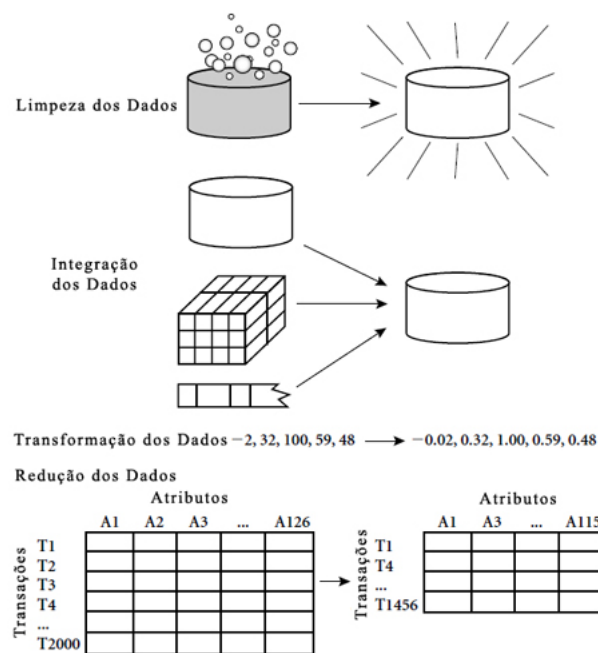 Limpeza dos Dados
Integração
dos Dados
Transformação dos Dados −2, 32, 100, 59, 48 −0.02, 0.32, 1.00, 0.59, 0.48
Redução dos Dados
Atributos
A1 A2 A3 ... A126
Transações
T1
T2
T3
T4
...
T2000
Atributos
A1 A3 ... A115
Transações
T1
T4
...
T1456